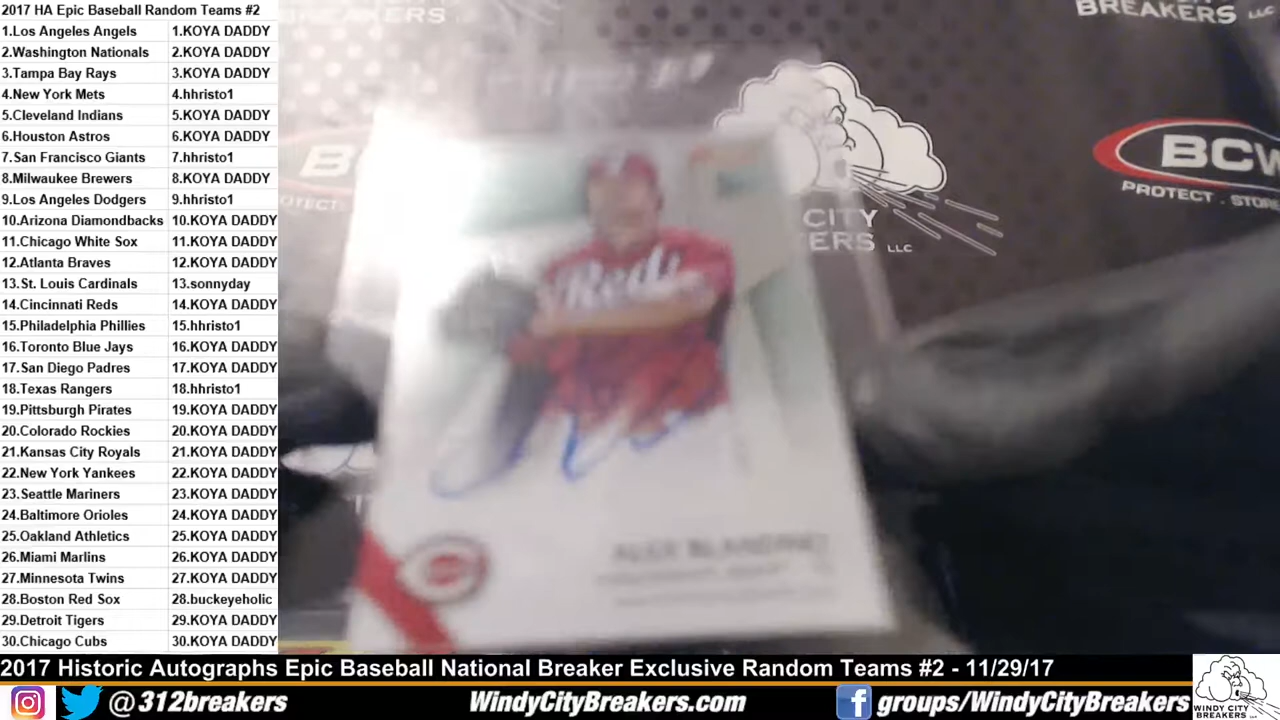 2017 HA Epic Baseball Random Teams #2
1.Los Angeles Angels 1.KOYA DADDY
2.Washington Nationals 2.KOYA DADDY
3.Tampa Bay Rays 3.KOYA DADDY
4.New York Mets 4.hhristo1
5.Cleveland Indians 5.KOYA DADDY
6.Houston Astros 6.KOYA DADDY
7.San Francisco Giants 7.hhristo1
8.Milwaukee Brewers 8.KOYA DADDY
9.Los Angeles Dodgers 9.hhristo1
10.Arizona Diamondbacks 10.KOYA DADDY
11.Chicago White Sox 11.KOYA DADDY
12.Atlanta Braves 12.KOYA DADDY
13.St. Louis Cardinals 13.sonnyday
14.Cincinnati Reds 14.KOYA DADDY
15.Philadelphia Phillies 15.hhristo1
16.Toronto Blue Jays 16.KOYA DADDY
17.San Diego Padres 17.KOYA DADDY
18.Texas Rangers 18.hhristo1
19.Pittsburgh Pirates 19.KOYA DADDY
20.Colorado Rockies 20.KOYA DADDY
21.Kansas City Royals 21.KOYA DADDY
22.New York Yankees 22.KOYA DADDY
23.Seattle Mariners 23.KOYA DADDY
24.Baltimore Orioles 24.KOYA DADDY
25.Oakland Athletics 25.KOYA DADDY
26.Miami Marlins 26.KOYA DADDY
27.Minnesota Twins 27.KOYA DADDY
28.Boston Red Sox 28.buckeyeholic
29.Detroit Tigers 29.KOYA DADDY
30.Chicago Cubs 30.KOYA DADDY
BREAKERS LLC
BCW
PROTECT . STORE
CITY
ERS LLC
Reds
ALEX BLANDINO
2017 Historic Autographs Epic Baseball National Breaker Exclusive Random Teams #2 - 11/29/17
@312breakers WindyCityBreakers.com groups/WindyCityBreakers
WINDY CITY
BREAKERS LLC